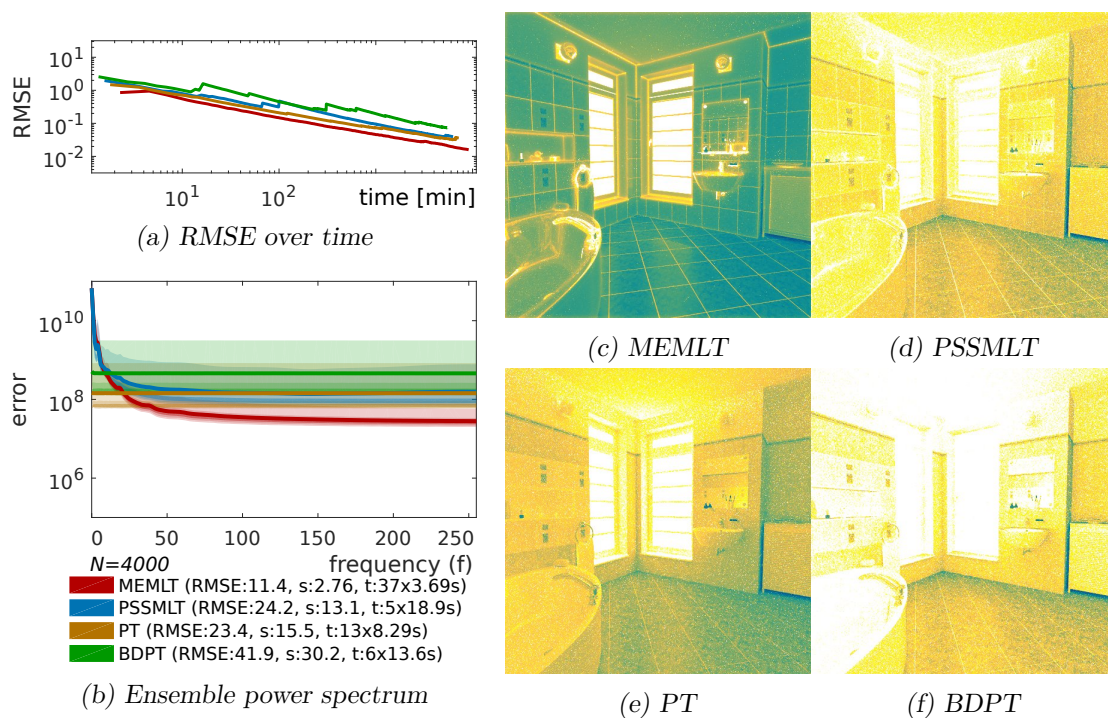 10^1
10^0
10^-1
10^-2
RMSE
10^1
10^2
time [min]
(a) RMSE over time
10^10
10^8
10^6
error
0
50
100
150
200
250
N=4000
frequency (f)
MEMLT (RMSE:11.4, s:2.76, t:37x3.69s)
PSSMLT (RMSE:24.2, s:13.1, t:5x18.9s)
PT (RMSE:23.4, s:15.5, t:13x8.29s)
BDPT (RMSE:41.9, s:30.2, t:6x13.6s)
(b) Ensemble power spectrum
(c) MEMLT
(d) PSSMLT
(e) PT
(f) BDPT